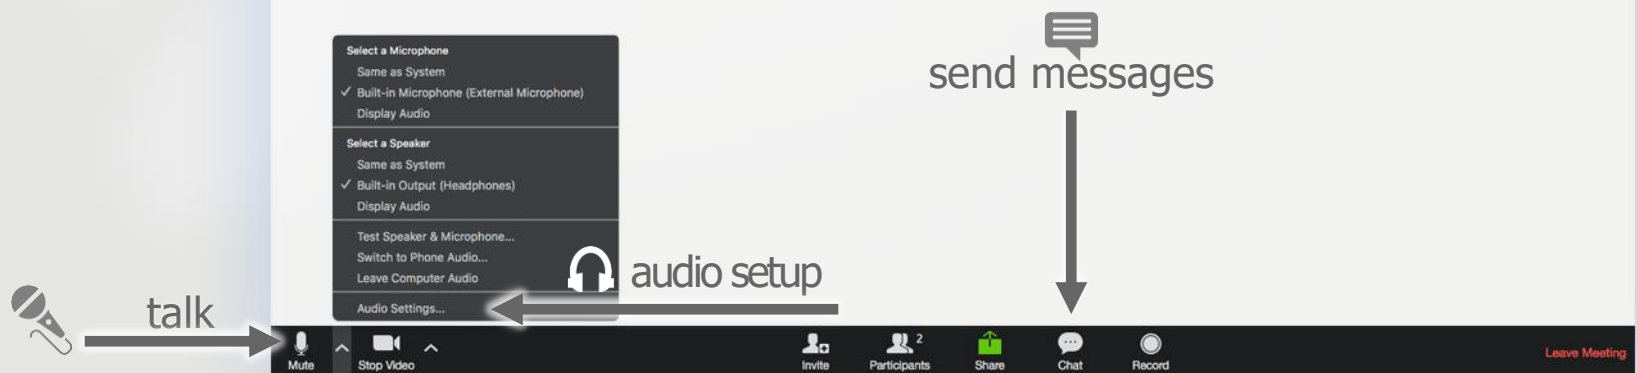 Select a Microphone
Same as System
✓ Built-in Microphone (External Microphone)
Display Audio
Select a Speaker
Same as System
✓ Built-in Output (Headphones)
Display Audio
Test Speaker & Microphone...
Switch to Phone Audio...
Leave Computer Audio
Audio Settings...
send messages
audio setup
talk
Mute
Stop Video
Invite
Participants
2
Share
Chat
Record
Leave Meeting